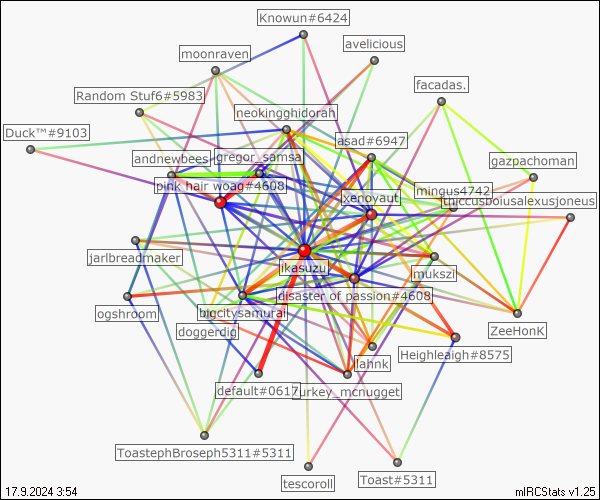 Knowun#6424
avelicious
moonraven
facadas.
Random Stuf6#5983
neokingghidorah
Duck™#9103
asad#6947
andnewbees
gregor_samsa
gazpachoman
pink hair woag#4608
mingus4742
xenoyaut
thiccusboiusalexusjoneus
jarlbreadmaker
jikasuzu
mukszi
disaster of passion#4608
ogshroom
bigcitysamurai
doggerdig
ZeeHonK
Heighleaigh#8575
lahnk
default#0617
turkey_mcnugget
ToastephBroseph5311#5311
tescoroll
Toast#5311
17.9.2024 3:54
mIRCStats v1.25